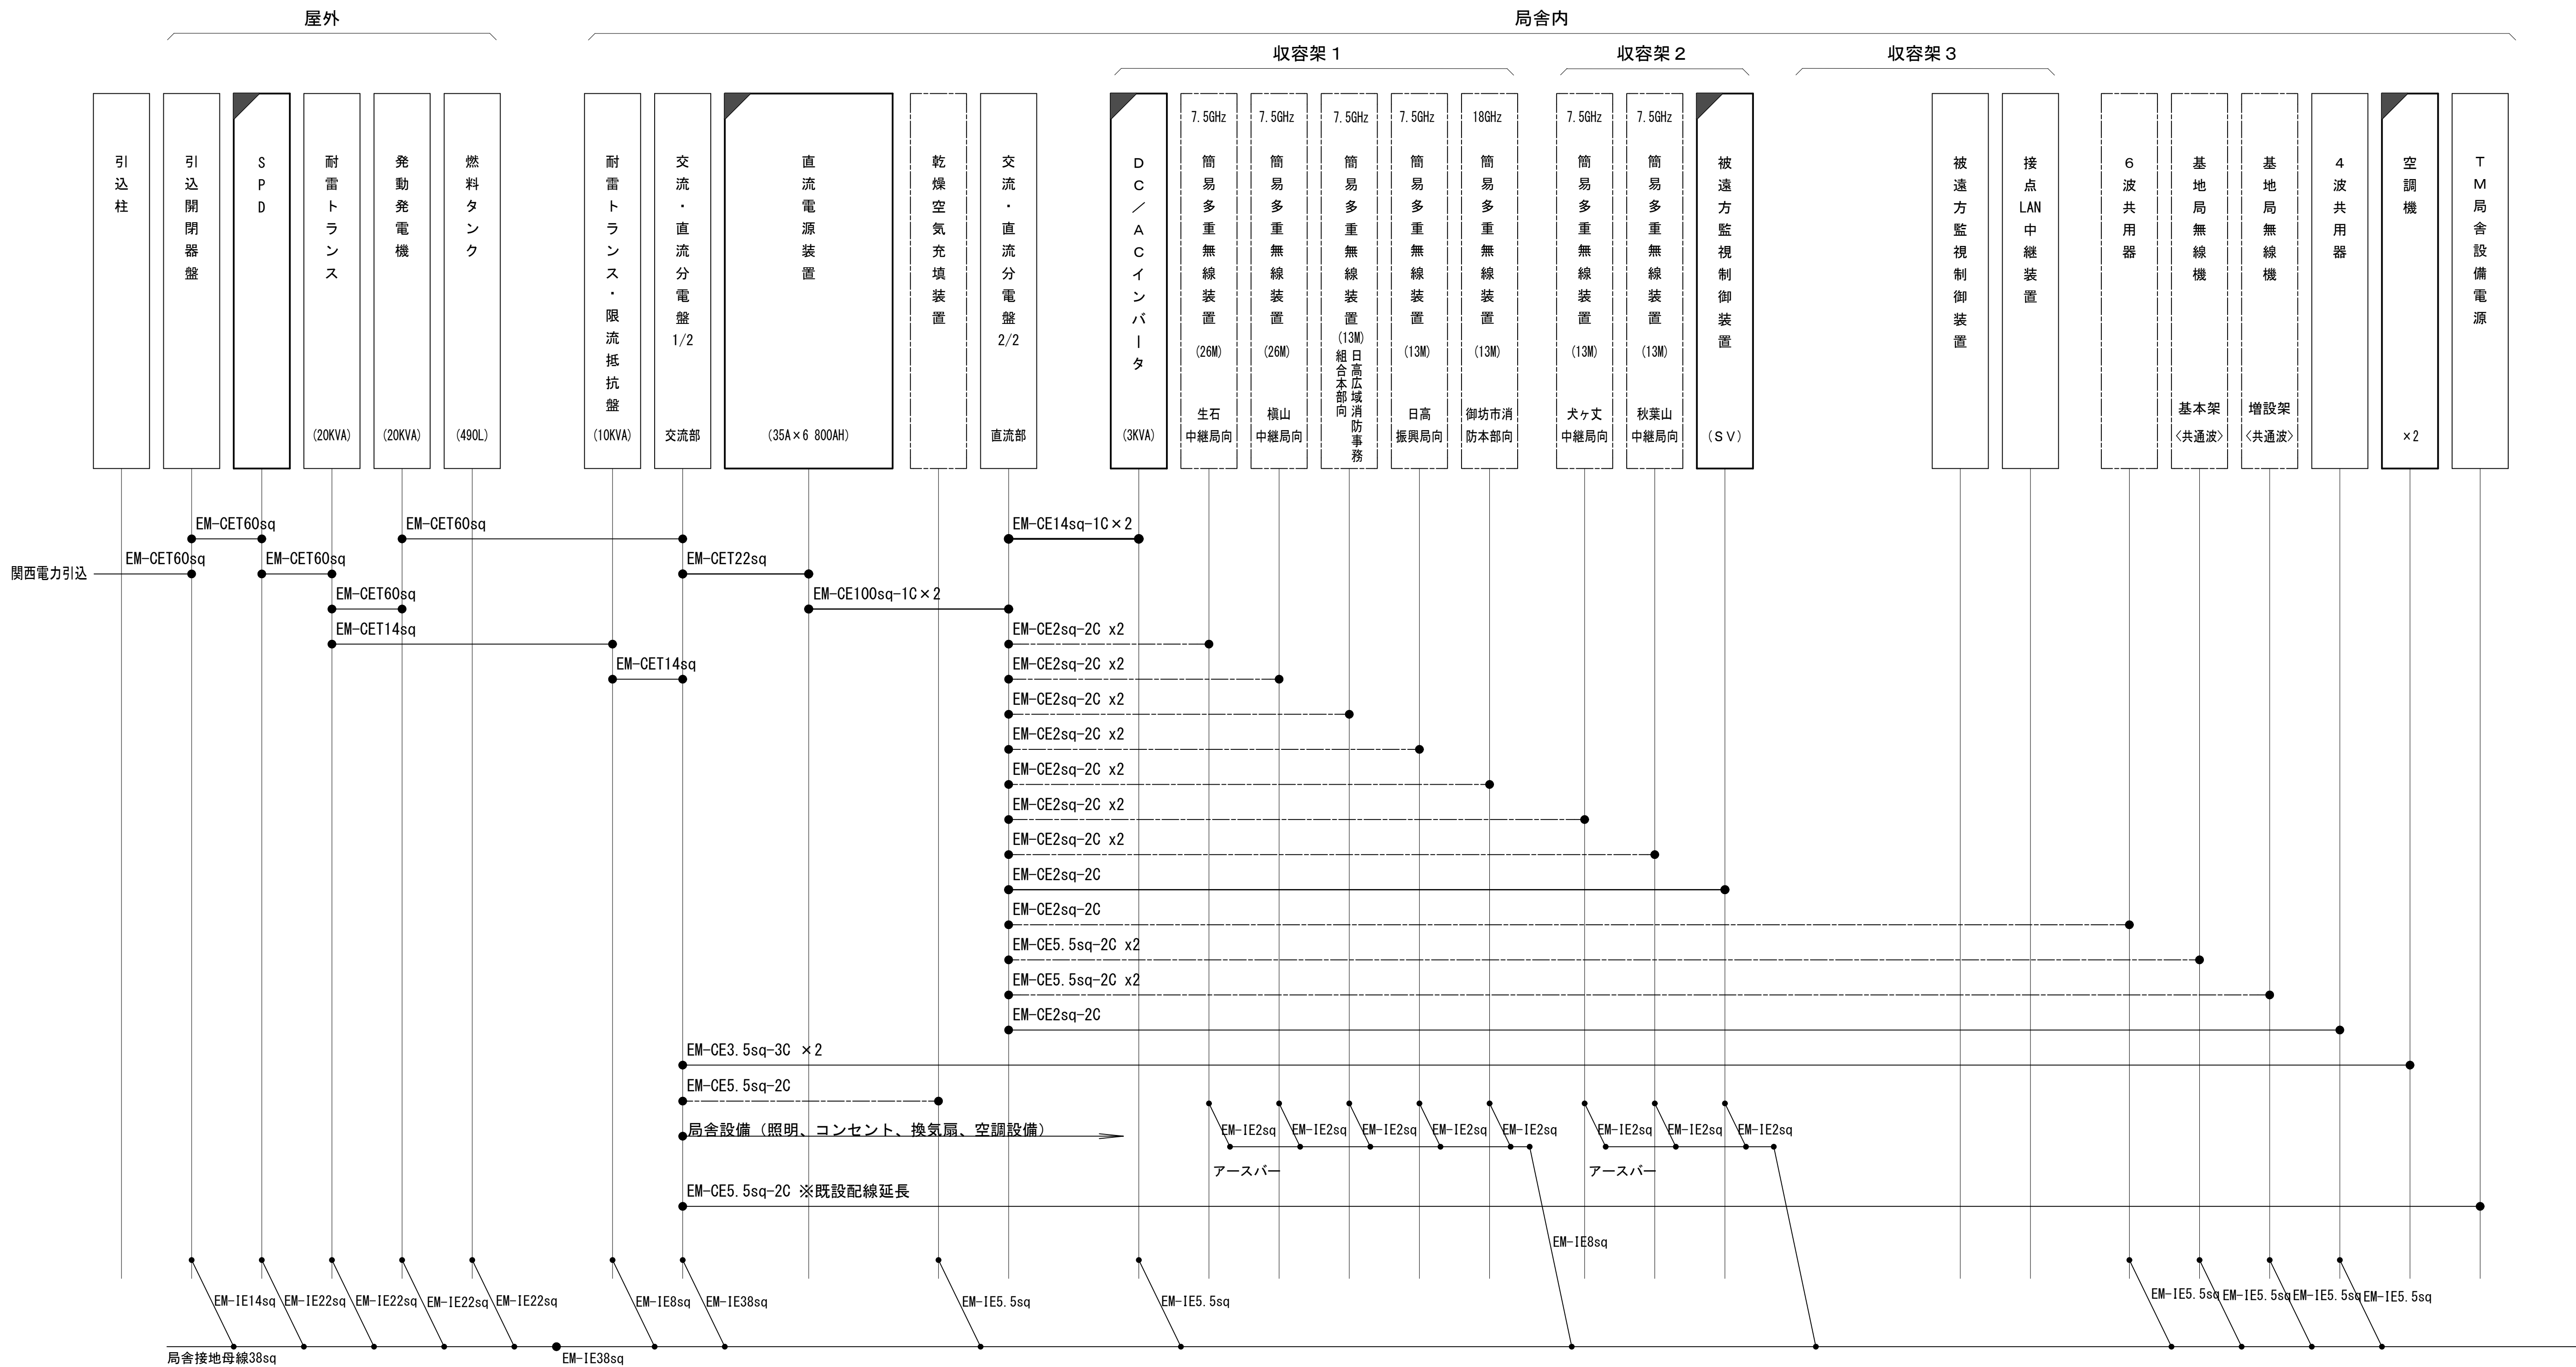 屋外
局舎内
収容架1
収容架2
収容架3
引込柱
引込開閉器盤
SPD
耐雷トランス
(20KVA)
発動発電機
(20KVA)
燃料タンク
(490L)
耐雷トランス・限流抵抗盤
(10KVA)
交流・直流分電盤
1/2
交流部
直流電源装置
(35A×6 800AH)
乾燥空気充填装置
交流・直流分電盤
2/2
直流部
DC/ACインバータ
(3KVA)
7.5GHz
簡易多重無線装置
(26M)
生石
中継局向
7.5GHz
簡易多重無線装置
(26M)
槇山
中継局向
7.5GHz
簡易多重無線装置
(13M)
日高広域消防事務
組合本部向
7.5GHz
簡易多重無線装置
(13M)
日高
振興局向
18GHz
簡易多重無線装置
(13M)
御坊市消
防本部向
7.5GHz
簡易多重無線装置
(13M)
犬ヶ丈
中継局向
7.5GHz
簡易多重無線装置
(13M)
秋葉山
中継局向
被遠方監視制御装置
(SV)
被遠方監視制御装置
接点LAN中継装置
6波共用器
基地局無線機
基本架
〈共通波〉
基地局無線機
増設架
〈共通波〉
4波共用器
空調機
×2
TM局舎設備電源
EM-CET60sq
EM-CET60sq
EM-CE14sq-1C×2
関西電力引込
EM-CET60sq
EM-CET60sq
EM-CET22sq
EM-CET60sq
EM-CE100sq-1C×2
EM-CET14sq
EM-CE2sq-2C x2
EM-CET14sq
EM-CE2sq-2C x2
EM-CE2sq-2C x2
EM-CE2sq-2C x2
EM-CE2sq-2C x2
EM-CE2sq-2C x2
EM-CE2sq-2C x2
EM-CE2sq-2C
EM-CE2sq-2C
EM-CE5.5sq-2C x2
EM-CE5.5sq-2C x2
EM-CE2sq-2C
EM-CE3.5sq-3C ×2
EM-CE5.5sq-2C
局舎設備(照明、コンセント、換気扇、空調設備)
EM-IE2sq
EM-IE2sq
EM-IE2sq
EM-IE2sq
EM-IE2sq
EM-IE2sq
EM-IE2sq
EM-IE2sq
アースバー
アースバー
EM-CE5.5sq-2C ※既設配線延長
EM-IE8sq
EM-IE14sq
EM-IE22sq
EM-IE22sq
EM-IE22sq
EM-IE22sq
EM-IE8sq
EM-IE38sq
EM-IE5.5sq
EM-IE5.5sq
EM-IE5.5sq
EM-IE5.5sq
EM-IE5.5sq
EM-IE5.5sq
局舎接地母線38sq
EM-IE38sq